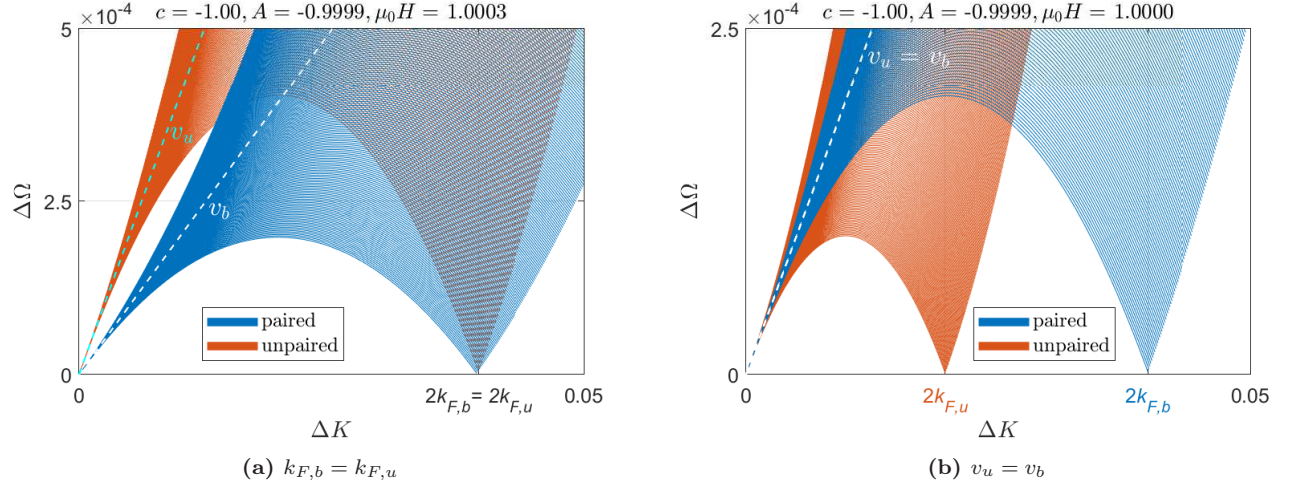 c = -1.00, A = -0.9999, μ₀H = 1.0003
×10⁻⁴
5
2.5
0
ΔΩ
v_u
v_b
paired
unpaired
0
2k_{F,b} = 2k_{F,u}
0.05
ΔK
(a) k_{F,b} = k_{F,u}
c = -1.00, A = -0.9999, μ₀H = 1.0000
×10⁻⁴
2.5
0
ΔΩ
v_u = v_b
paired
unpaired
0
2k_{F,u}
2k_{F,b}
0.05
ΔK
(b) v_u = v_b